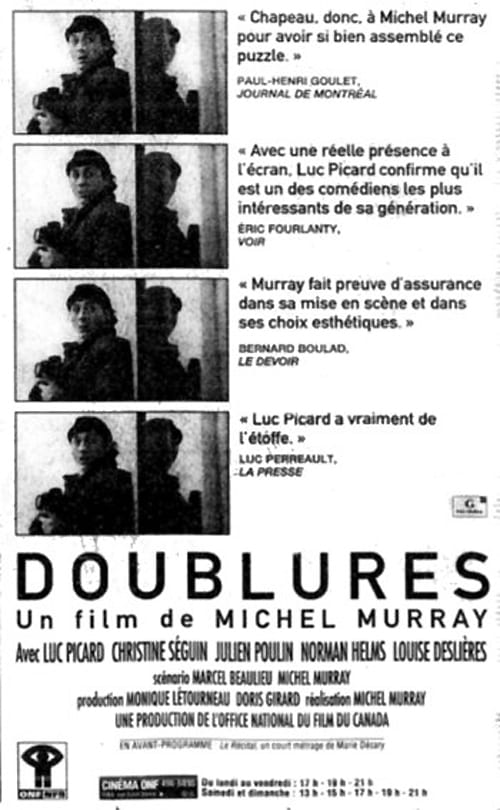 « Chapeau, donc, à Michel Murray
pour avoir si bien assemblé ce
puzzle. »
PAUL-HENRI GOULET,
JOURNAL DE MONTRÉAL
« Avec une réelle présence à
l'écran, Luc Picard confirme qu'il
est un des comédiens les plus
intéressants de sa génération. »
ÉRIC FOURLANTY,
VOIR
« Murray fait preuve d'assurance
dans sa mise en scène et dans
ses choix esthétiques. »
BERNARD BOULAD,
LE DEVOIR
« Luc Picard a vraiment de
l'étoffe. »
LUC PERREAULT,
LA PRESSE
G
DOUBLURES
Un film de MICHEL MURRAY
Avec LUC PICARD CHRISTINE SÉGUIN JULIEN POULIN NORMAN HELMS LOUISE DESLIÈRES
scénario MARCEL BEAULIEU MICHEL MURRAY
production MONIQUE LÉTOURNEAU DORIS GIRARD réalisation MICHEL MURRAY
UNE PRODUCTION DE L'OFFICE NATIONAL DU FILM DU CANADA
EN AVANT-PROGRAMME Le Récital, un court métrage de Marie Décary
ONF NFB
CINÉMA ONF
Du lundi au vendredi : 17 h - 19 h - 21 h
Samedi et dimanche : 13 h - 15 h - 17 h - 19 h - 21 h